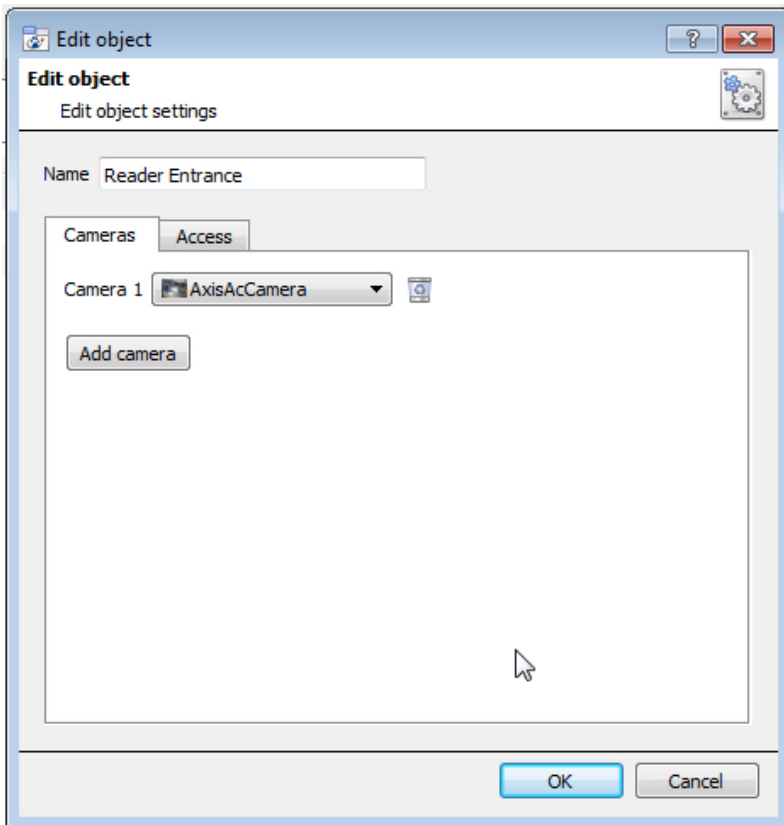 Edit object
Edit object
Edit object settings
Name Reader Entrance
Cameras Access
Camera 1 AxisAcCamera
Add camera
OK Cancel